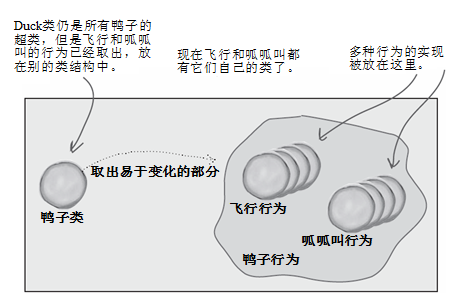 Duck类仍是所有鸭子的
超类，但是飞行和呱呱
叫的行为已经取出，放
在别的类结构中。
现在飞行和呱呱叫都
有它们自己的类了。
多种行为的实现
被放在这里。
取出易于变化的部分
鸭子类
飞行行为
呱呱叫行为
鸭子行为